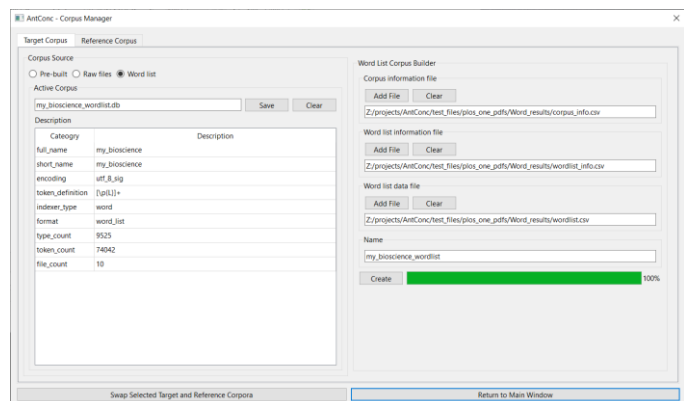 AntConc - Corpus Manager
Target Corpus Reference Corpus
Corpus Source
Pre-built Raw files Word list
Active Corpus
my_bioscience_wordlist.db Save Clear
Description
Cateogry Description
full_name my_bioscience
short_name my_bioscience
encoding utf_8_sig
token_definition [\p{L}]+
indexer_type word
format word_list
type_count 9525
token_count 74042
file_count 10
Word List Corpus Builder
Corpus information file
Add File Clear
Z:/projects/AntConc/test_files/plos_one_pdfs/Word_results/corpus_info.csv
Word list information file
Add File Clear
Z:/projects/AntConc/test_files/plos_one_pdfs/Word_results/wordlist_info.csv
Word list data file
Add File Clear
Z:/projects/AntConc/test_files/plos_one_pdfs/Word_results/wordlist.csv
Name
my_bioscience_wordlist
Create 100%
Swap Selected Target and Reference Corpora Return to Main Window